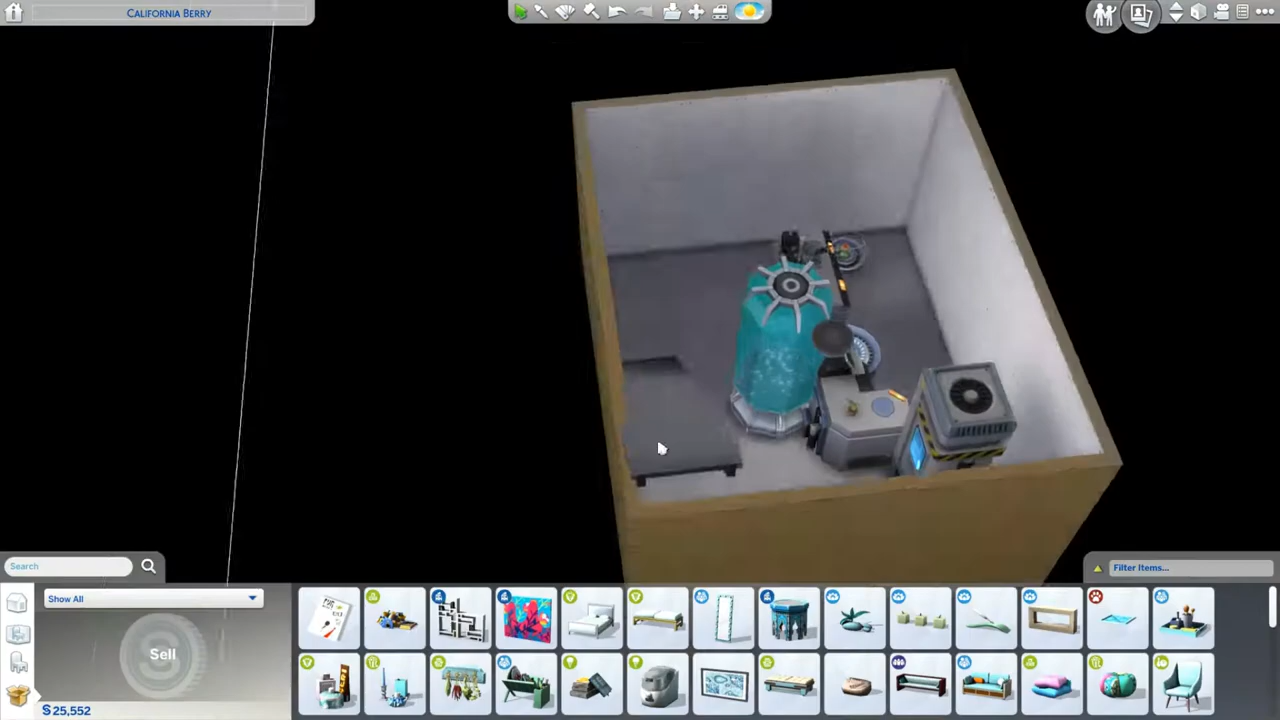 CALIFORNIA BERRY
Search
Filter Items...
Show All
Sell
§25,552